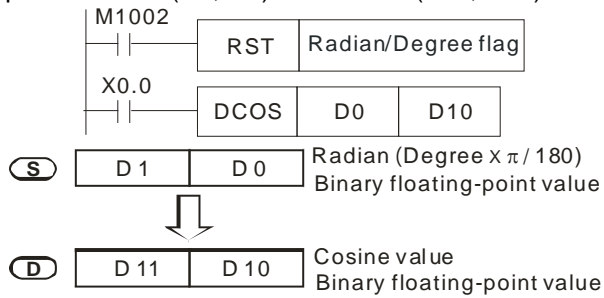 M1002
RST Radian/Degree flag
X0.0
DCOS D0 D10
S D 1 D 0 Radian (Degree x π / 180)
Binary floating-point value
D D 11 D 10 Cosine value
Binary floating-point value